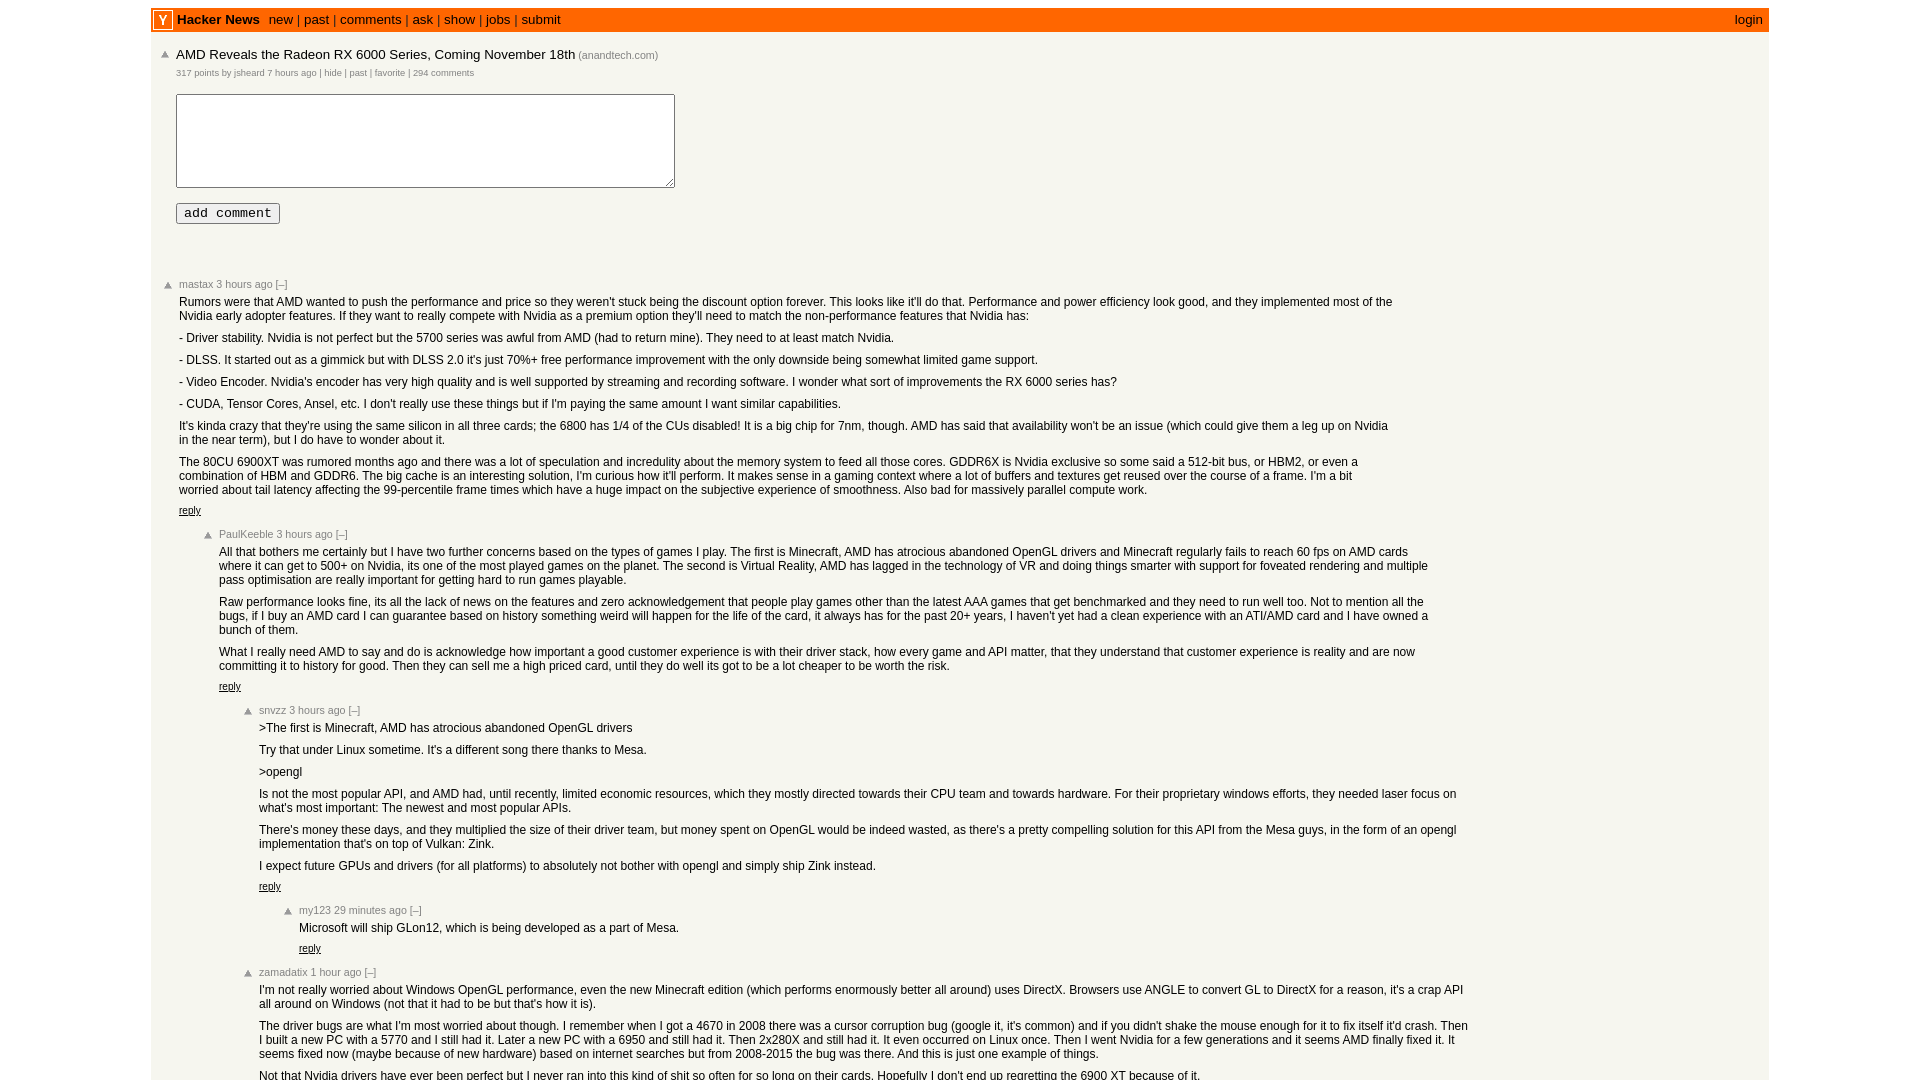 Y Hacker News new | past | comments | ask | show | jobs | submit login
AMD Reveals the Radeon RX 6000 Series, Coming November 18th (anandtech.com)
317 points by jsheard 7 hours ago | hide | past | favorite | 294 comments
add comment
mastax 3 hours ago [–]
Rumors were that AMD wanted to push the performance and price so they weren't stuck being the discount option forever. This looks like it'll do that. Performance and power efficiency look good, and they implemented most of the
Nvidia early adopter features. If they want to really compete with Nvidia as a premium option they'll need to match the non-performance features that Nvidia has:
- Driver stability. Nvidia is not perfect but the 5700 series was awful from AMD (had to return mine). They need to at least match Nvidia.
- DLSS. It started out as a gimmick but with DLSS 2.0 it's just 70%+ free performance improvement with the only downside being somewhat limited game support.
- Video Encoder. Nvidia's encoder has very high quality and is well supported by streaming and recording software. I wonder what sort of improvements the RX 6000 series has?
- CUDA, Tensor Cores, Ansel, etc. I don't really use these things but if I'm paying the same amount I want similar capabilities.
It's kinda crazy that they're using the same silicon in all three cards; the 6800 has 1/4 of the CUs disabled! It is a big chip for 7nm, though. AMD has said that availability won't be an issue (which could give them a leg up on Nvidia
in the near term), but I do have to wonder about it.
The 80CU 6900XT was rumored months ago and there was a lot of speculation and incredulity about the memory system to feed all those cores. GDDR6X is Nvidia exclusive so some said a 512-bit bus, or HBM2, or even a
combination of HBM and GDDR6. The big cache is an interesting solution, I'm curious how it'll perform. It makes sense in a gaming context where a lot of buffers and textures get reused over the course of a frame. I'm a bit
worried about tail latency affecting the 99-percentile frame times which have a huge impact on the subjective experience of smoothness. Also bad for massively parallel compute work.
reply
PaulKeeble 3 hours ago [–]
All that bothers me certainly but I have two further concerns based on the types of games I play. The first is Minecraft, AMD has atrocious abandoned OpenGL drivers and Minecraft regularly fails to reach 60 fps on AMD cards
where it can get to 500+ on Nvidia, its one of the most played games on the planet. The second is Virtual Reality, AMD has lagged in the technology of VR and doing things smarter with support for foveated rendering and multiple
pass optimisation are really important for getting hard to run games playable.
Raw performance looks fine, its all the lack of news on the features and zero acknowledgement that people play games other than the latest AAA games that get benchmarked and they need to run well too. Not to mention all the
bugs, if I buy an AMD card I can guarantee based on history something weird will happen for the life of the card, it always has for the past 20+ years, I haven't yet had a clean experience with an ATI/AMD card and I have owned a
bunch of them.
What I really need AMD to say and do is acknowledge how important a good customer experience is with their driver stack, how every game and API matter, that they understand that customer experience is reality and are now
committing it to history for good. Then they can sell me a high priced card, until they do well its got to be a lot cheaper to be worth the risk.
reply
snvzz 3 hours ago [–]
>The first is Minecraft, AMD has atrocious abandoned OpenGL drivers
Try that under Linux sometime. It's a different song there thanks to Mesa.
>opengl
Is not the most popular API, and AMD had, until recently, limited economic resources, which they mostly directed towards their CPU team and towards hardware. For their proprietary windows efforts, they needed laser focus on
what's most important: The newest and most popular APIs.
There's money these days, and they multiplied the size of their driver team, but money spent on OpenGL would be indeed wasted, as there's a pretty compelling solution for this API from the Mesa guys, in the form of an opengl
implementation that's on top of Vulkan: Zink.
I expect future GPUs and drivers (for all platforms) to absolutely not bother with opengl and simply ship Zink instead.
reply
my123 29 minutes ago [–]
Microsoft will ship GLon12, which is being developed as a part of Mesa.
reply
zamadatix 1 hour ago [–]
I'm not really worried about Windows OpenGL performance, even the new Minecraft edition (which performs enormously better all around) uses DirectX. Browsers use ANGLE to convert GL to DirectX for a reason, it's a crap API
all around on Windows (not that it had to be but that's how it is).
The driver bugs are what I'm most worried about though. I remember when I got a 4670 in 2008 there was a cursor corruption bug (google it, it's common) and if you didn't shake the mouse enough for it to fix itself it'd crash. Then
I built a new PC with a 5770 and I still had it. Later a new PC with a 6950 and still had it. Then 2x280X and still had it. It even occurred on Linux once. Then I went Nvidia for a few generations and it seems AMD finally fixed it. It
seems fixed now (maybe because of new hardware) based on internet searches but from 2008-2015 the bug was there. And this is just one example of things.
Not that Nvidia drivers have ever been perfect but I never ran into this kind of shit so often for so long on their cards. Hopefully I don't end up regretting the 6900 XT because of it.